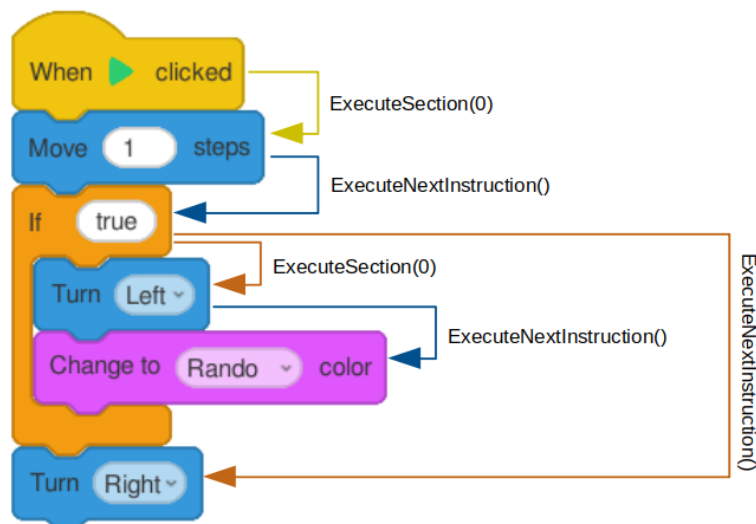 When clicked
ExecuteSection(0)
Move 1 steps
ExecuteNextInstruction()
If true
ExecuteSection(0)
Turn Left
ExecuteNextInstruction()
Change to Rando color
ExecuteNextInstruction()
Turn Right